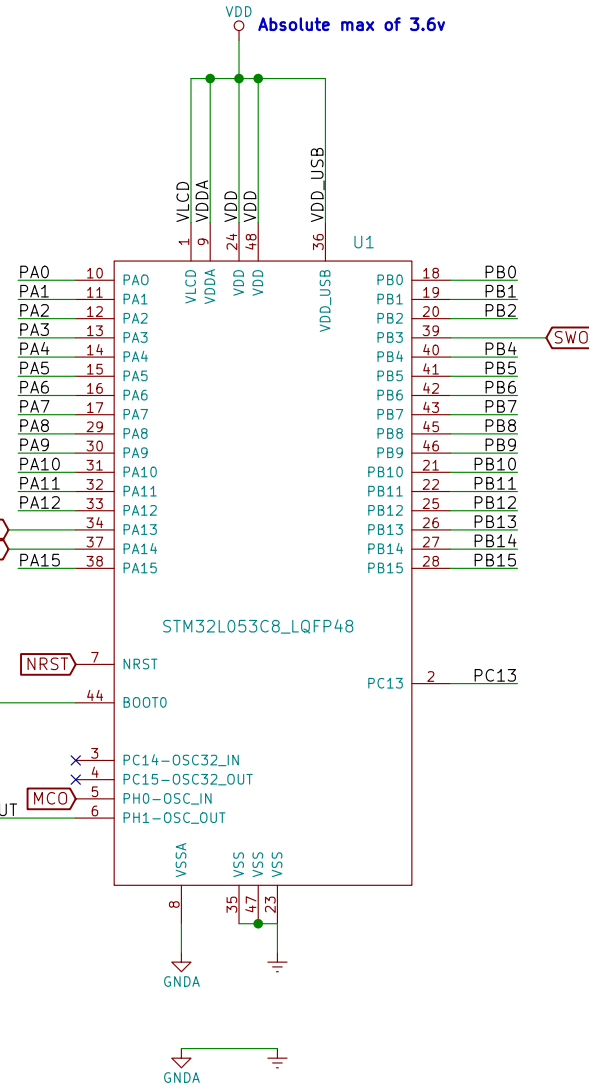 VDD
Absolute max of 3.6v
VLCD
VDDA
VDD
VDD
VDD_USB
1
9
24
48
36
U1
VLCD
VDDA
VDD
VDD
VDD_USB
PA0 10 PA0 PB0 18 PB0
PA1 11 PA1 PB1 19 PB1
PA2 12 PA2 PB2 20 PB2
PA3 13 PA3 PB3 39 SWO
PA4 14 PA4 PB4 40 PB4
PA5 15 PA5 PB5 41 PB5
PA6 16 PA6 PB6 42 PB6
PA7 17 PA7 PB7 43 PB7
PA8 29 PA8 PB8 45 PB8
PA9 30 PA9 PB9 46 PB9
PA10 31 PA10 PB10 21 PB10
PA11 32 PA11 PB11 22 PB11
PA12 33 PA12 PB12 25 PB12
34 PA13 PB13 26 PB13
37 PA14 PB14 27 PB14
PA15 38 PA15 PB15 28 PB15
STM32L053C8_LQFP48
NRST 7 NRST
PC13 2 PC13
44 BOOT0
3 PC14-OSC32_IN
4 PC15-OSC32_OUT
MCO 5 PH0-OSC_IN
UT 6 PH1-OSC_OUT
VSSA
VSS
VSS
VSS
8
35
47
23
GNDA
GNDA